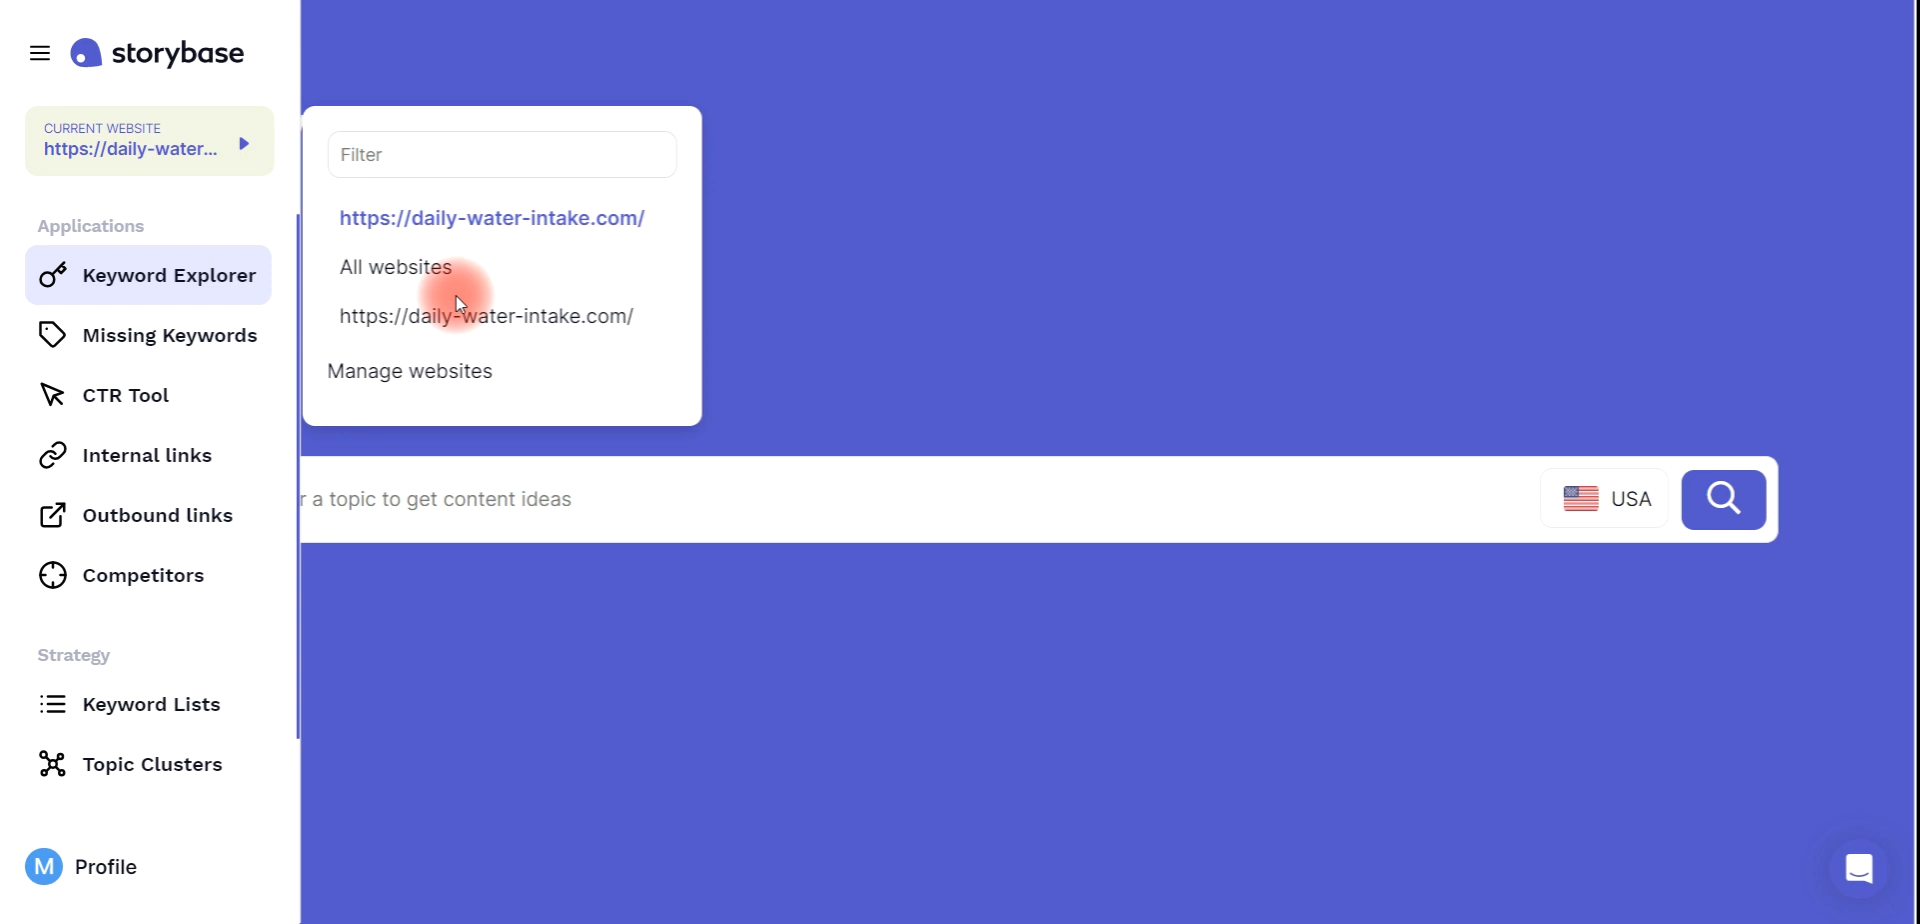 storybase
CURRENT WEBSITE
https://daily-water...
Applications
Keyword Explorer
Missing Keywords
CTR Tool
Internal links
Outbound links
Competitors
Strategy
Keyword Lists
Topic Clusters
M Profile
Filter
https://daily-water-intake.com/
All websites
https://daily-water-intake.com/
Manage websites
r a topic to get content ideas
USA